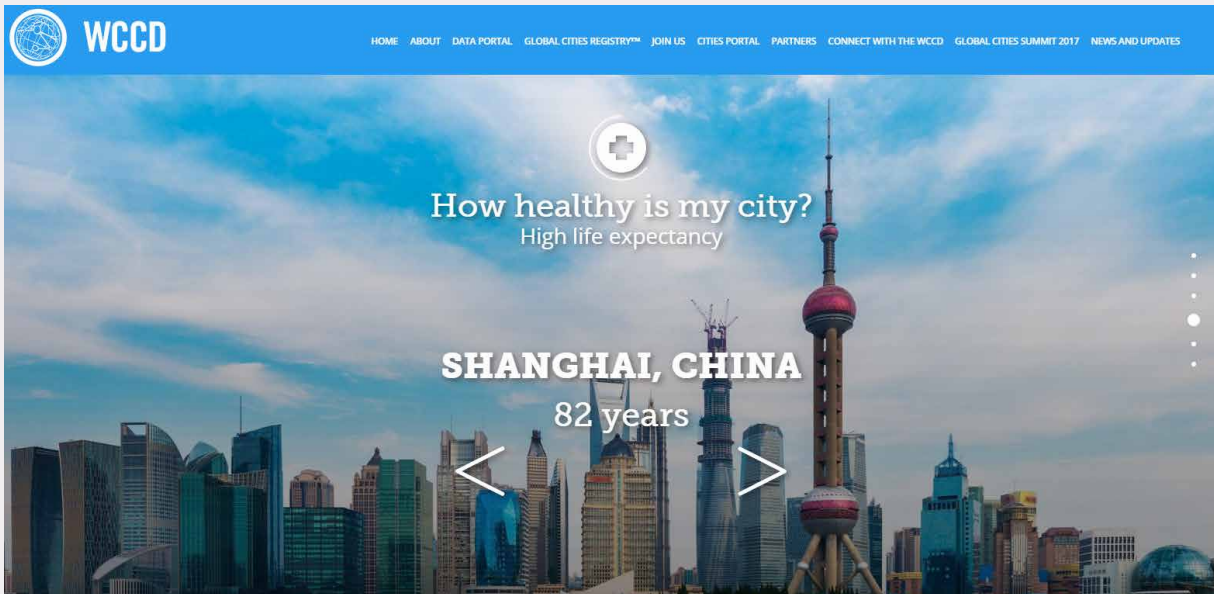 WCCD
HOME ABOUT DATA PORTAL GLOBAL CITIES REGISTRY™ JOIN US CITIES PORTAL PARTNERS CONNECT WITH THE WCCD GLOBAL CITIES SUMMIT 2017 NEWS AND UPDATES
How healthy is my city?
High life expectancy
SHANGHAI, CHINA
82 years